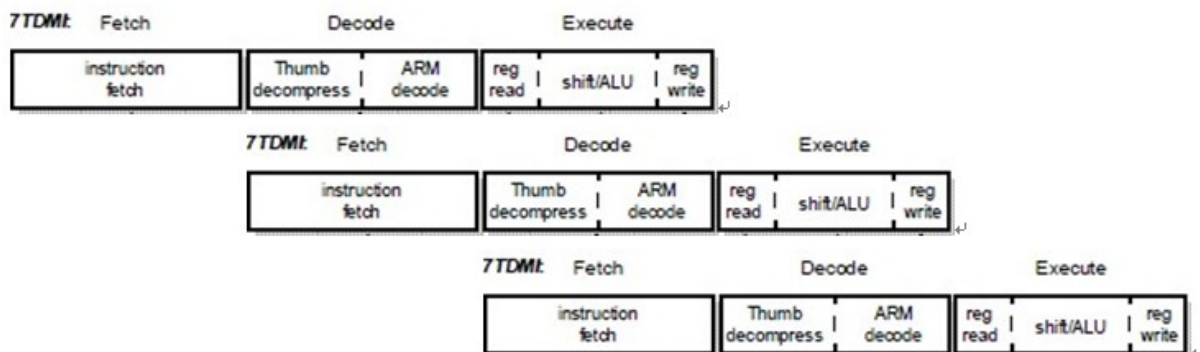 7TDMI: Fetch Decode Execute
instruction Thumb ARM reg shift/ALU reg
fetch decompress decode read write
7TDMI: Fetch Decode Execute
instruction Thumb ARM reg shift/ALU reg
fetch decompress decode read write
7TDMI: Fetch Decode Execute
instruction Thumb ARM reg shift/ALU reg
fetch decompress decode read write